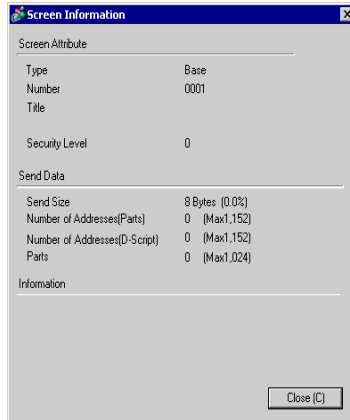 Screen Information
Screen Attribute
Type Base
Number 0001
Title
Security Level 0
Send Data
Send Size 8 Bytes (0.0%)
Number of Addresses(Parts) 0 (Max1,152)
Number of Addresses(D-Script) 0 (Max1,152)
Parts 0 (Max1,024)
Information
Close (C)